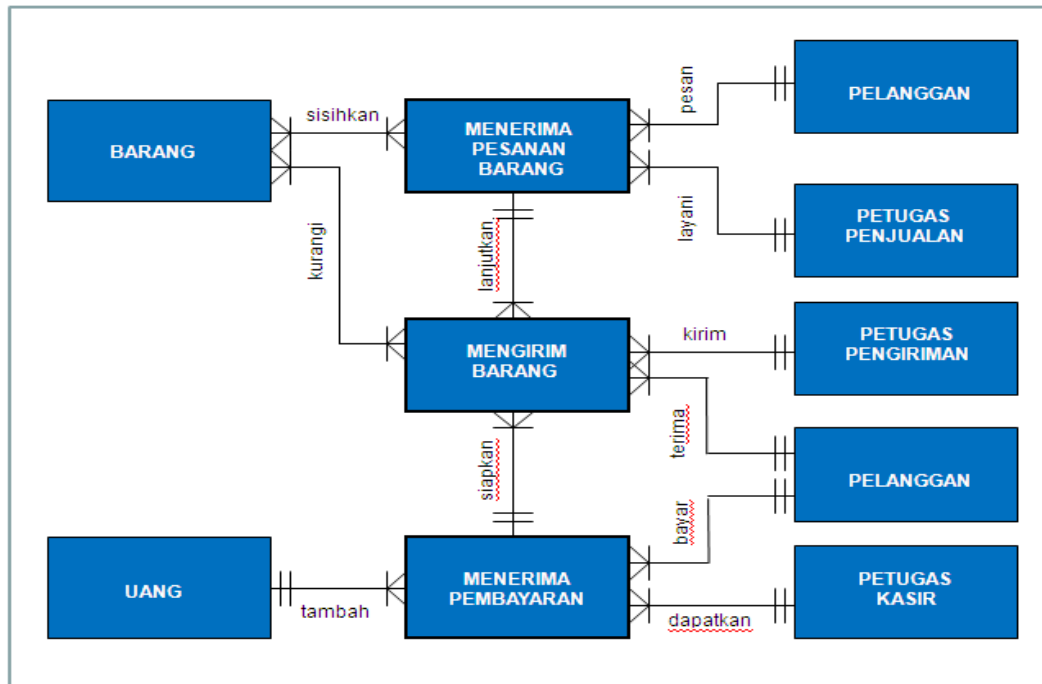 BARANG
sisihkan
MENERIMA
PESANAN
BARANG
pesan
PELANGGAN
layani
PETUGAS
PENJUALAN
kurangi
lanjutkan
MENGIRIM
BARANG
kirim
PETUGAS
PENGIRIMAN
terima
PELANGGAN
siapkan
bayar
UANG
tambah
MENERIMA
PEMBAYARAN
dapatkan
PETUGAS
KASIR